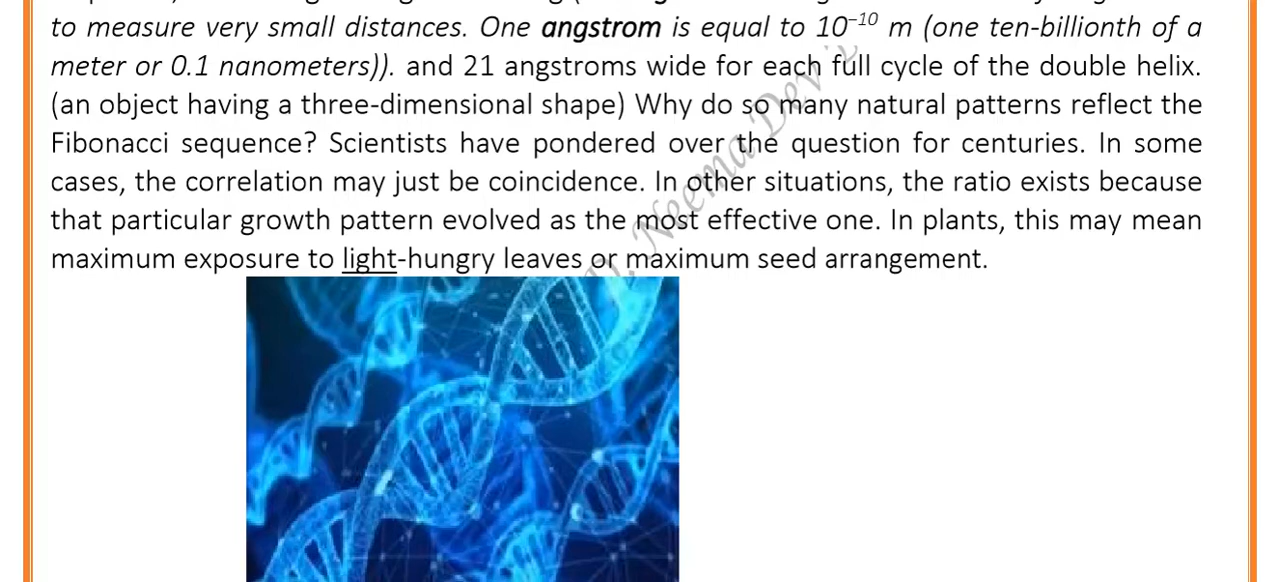 to measure very small distances. One angstrom is equal to 10⁻¹⁰ m (one ten-billionth of a
meter or 0.1 nanometers)). and 21 angstroms wide for each full cycle of the double helix.
(an object having a three-dimensional shape) Why do so many natural patterns reflect the
Fibonacci sequence? Scientists have pondered over the question for centuries. In some
cases, the correlation may just be coincidence. In other situations, the ratio exists because
that particular growth pattern evolved as the most effective one. In plants, this may mean
maximum exposure to light-hungry leaves or maximum seed arrangement.
Neema Dev